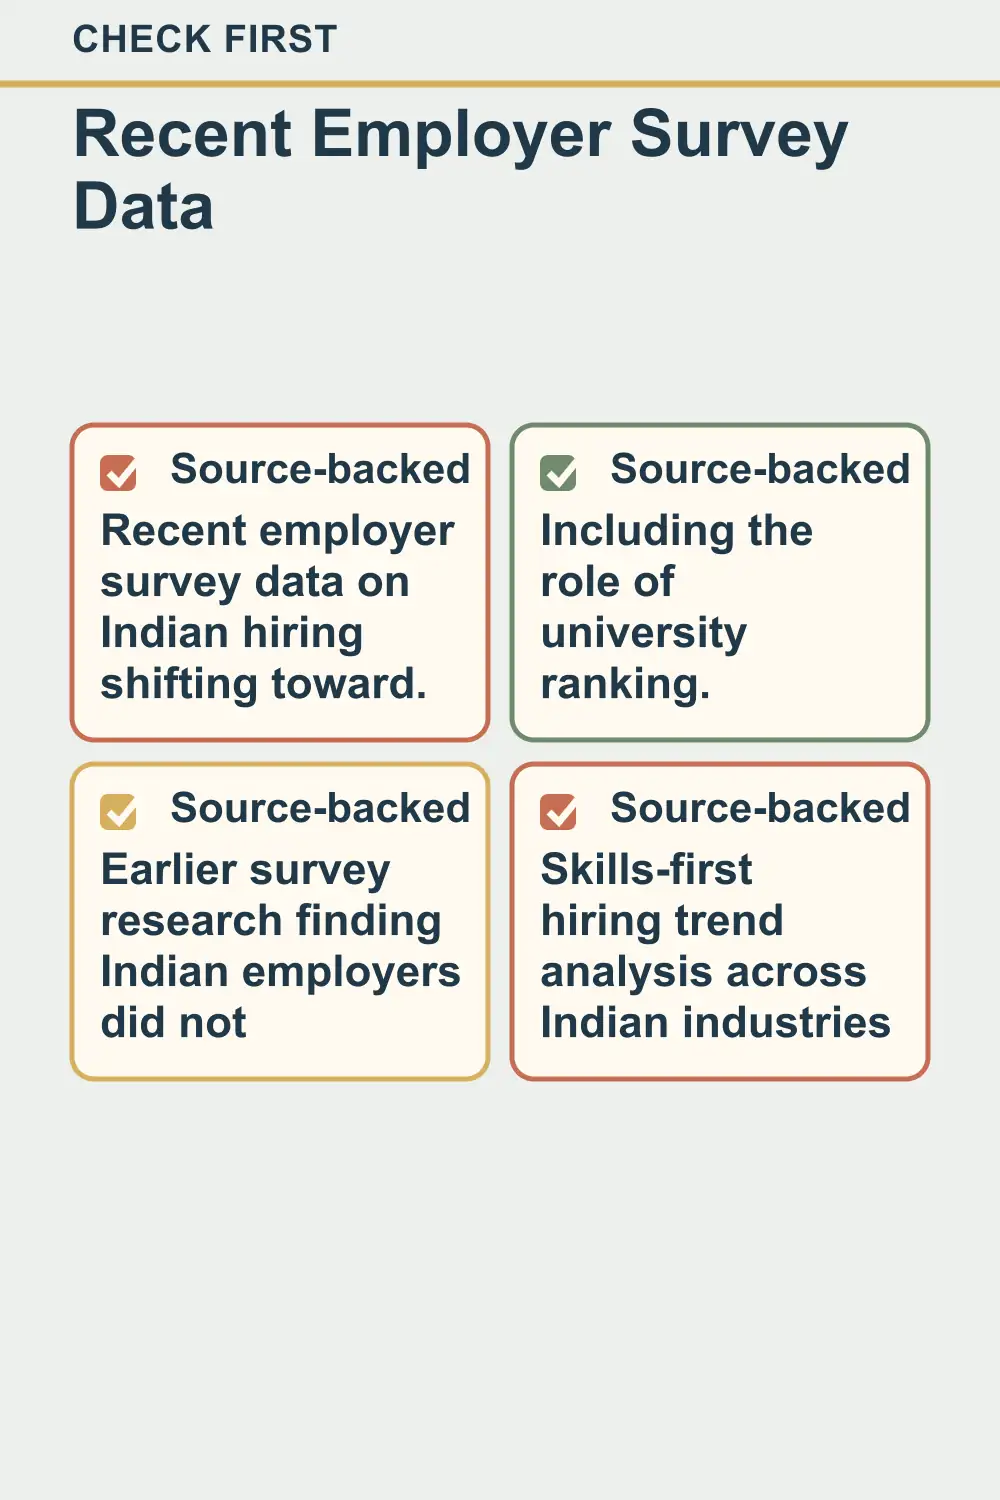 CHECK FIRST
Recent Employer Survey
Data
Source-backed
Recent employer
survey data on
Indian hiring
shifting toward.
Source-backed
Including the
role of
university
ranking.
Source-backed
Earlier survey
research finding
Indian employers
did not
Source-backed
Skills-first
hiring trend
analysis across
Indian industries